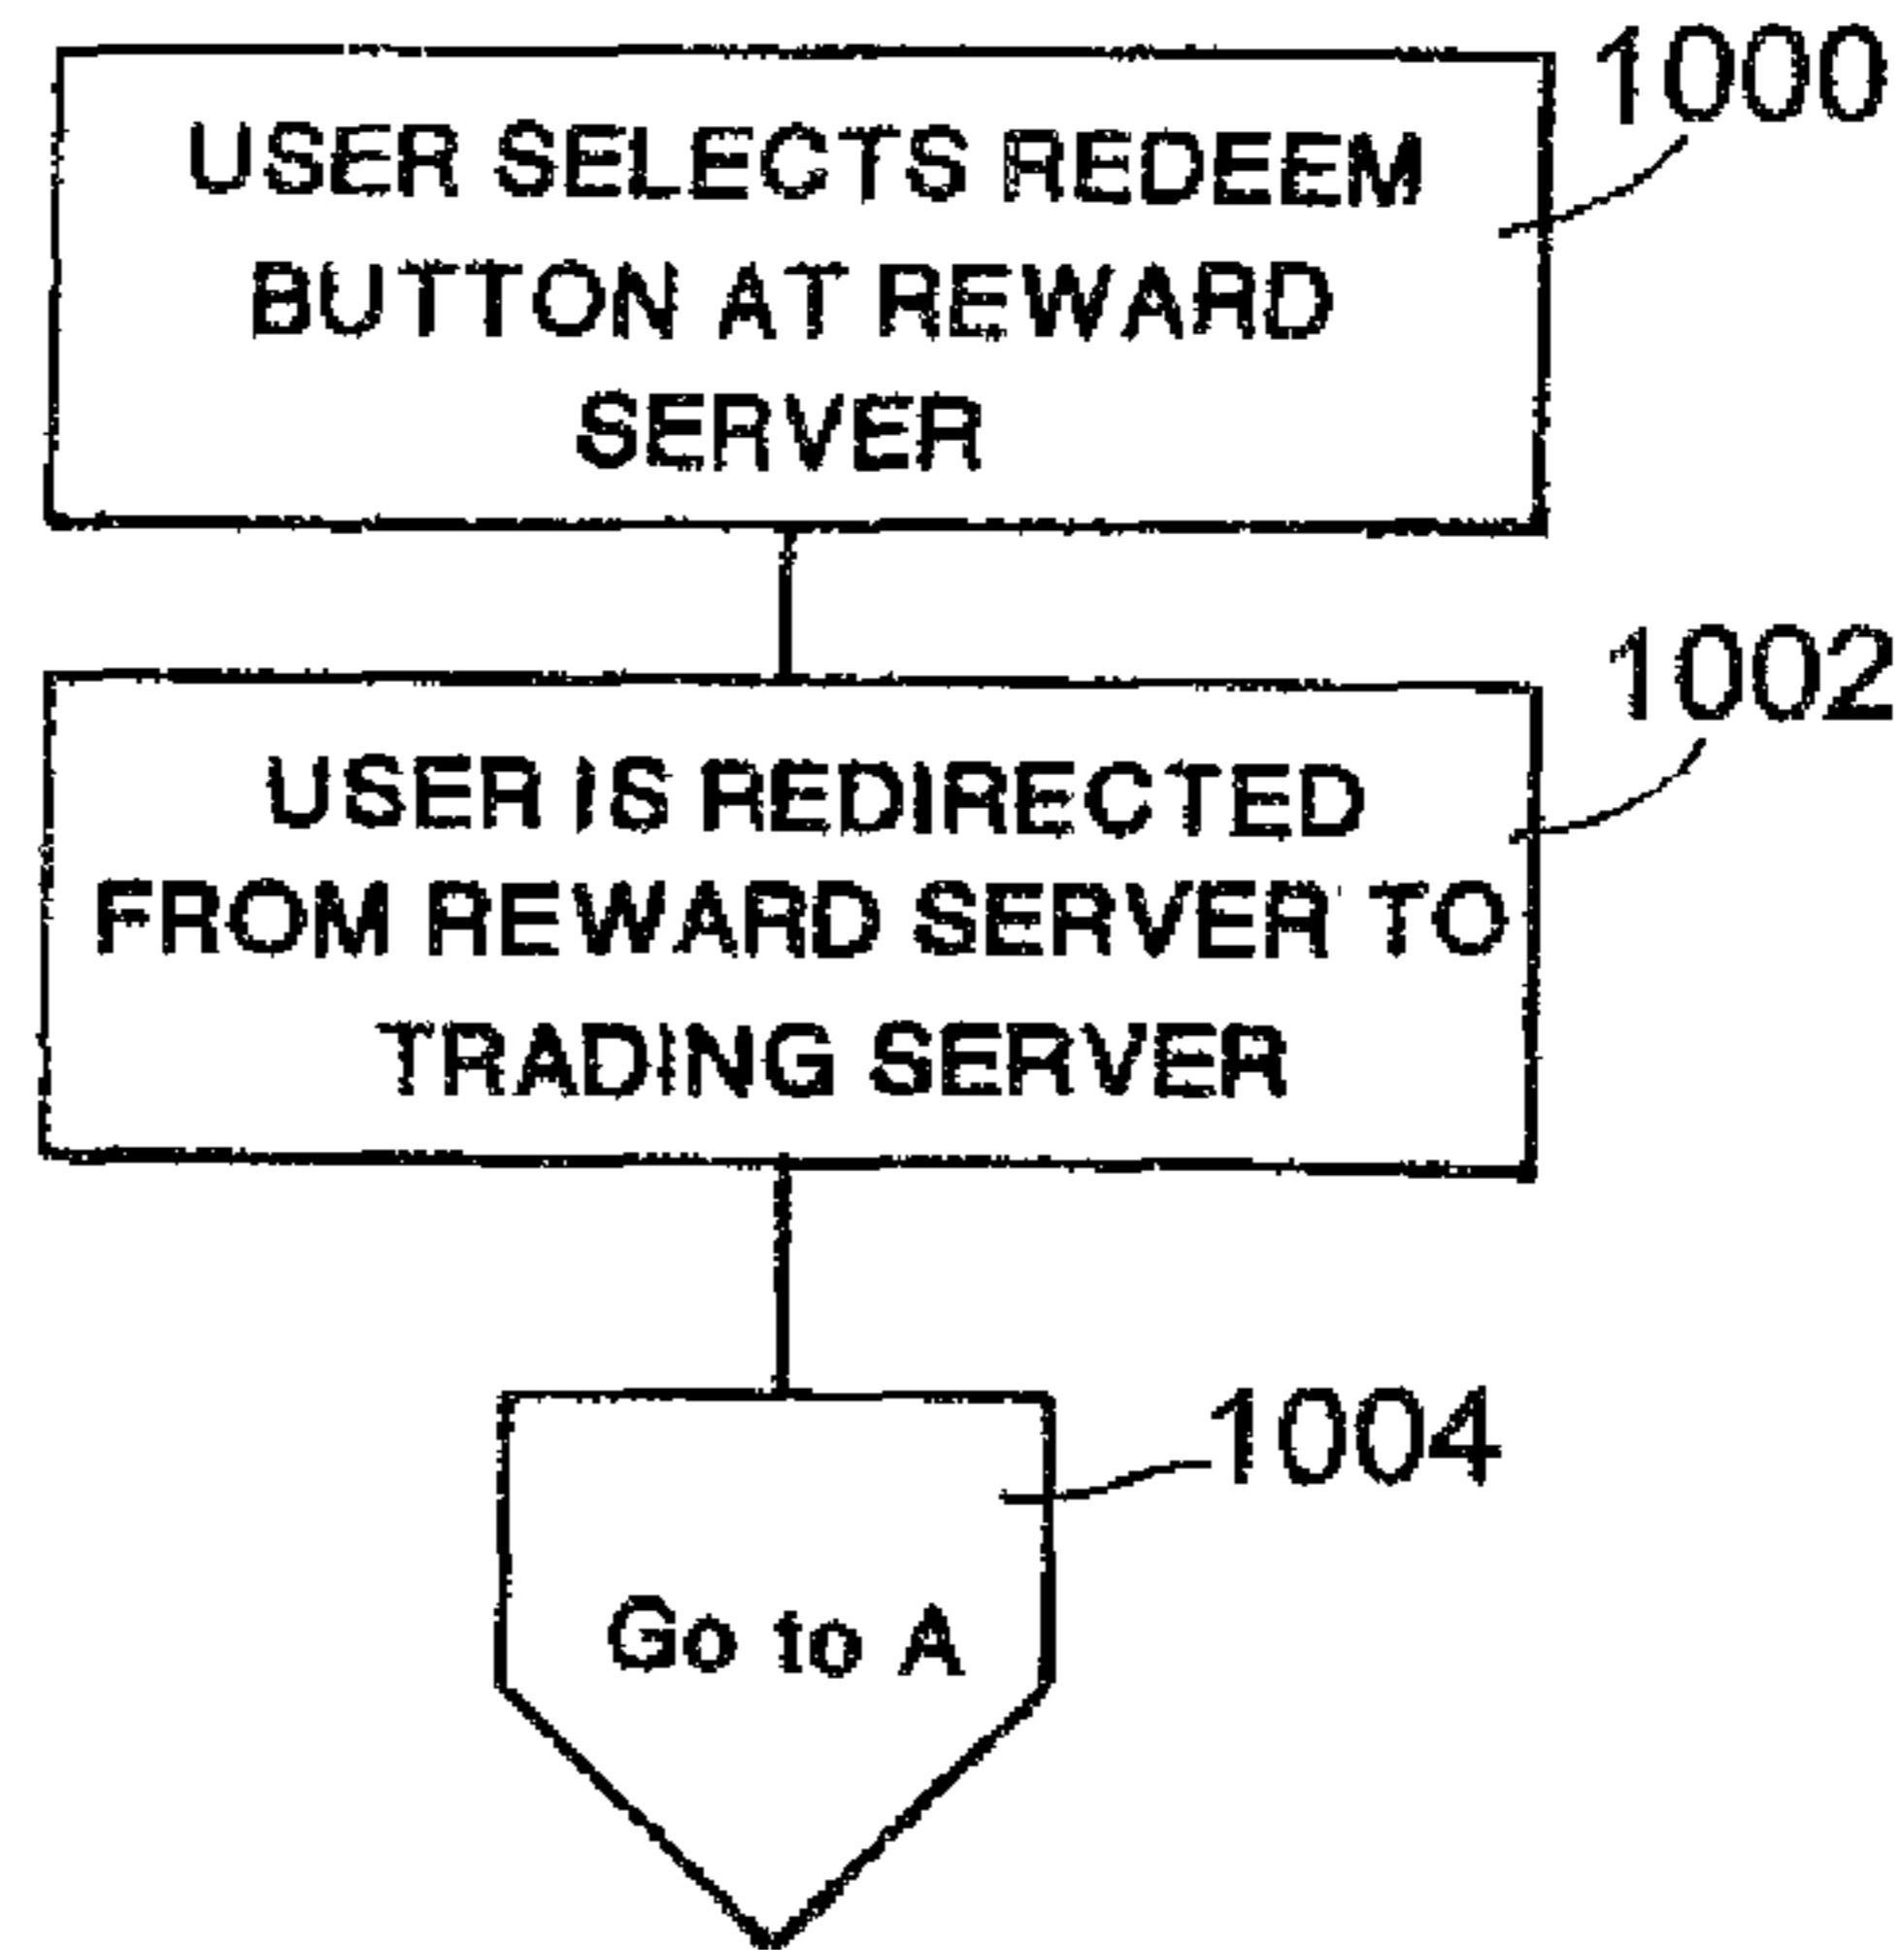 1000
USER SELECTS REDEEM
BUTTON AT REWARD
SERVER
1002
USER IS REDIRECTED
FROM REWARD SERVER TO
TRADING SERVER
1004
Go to A